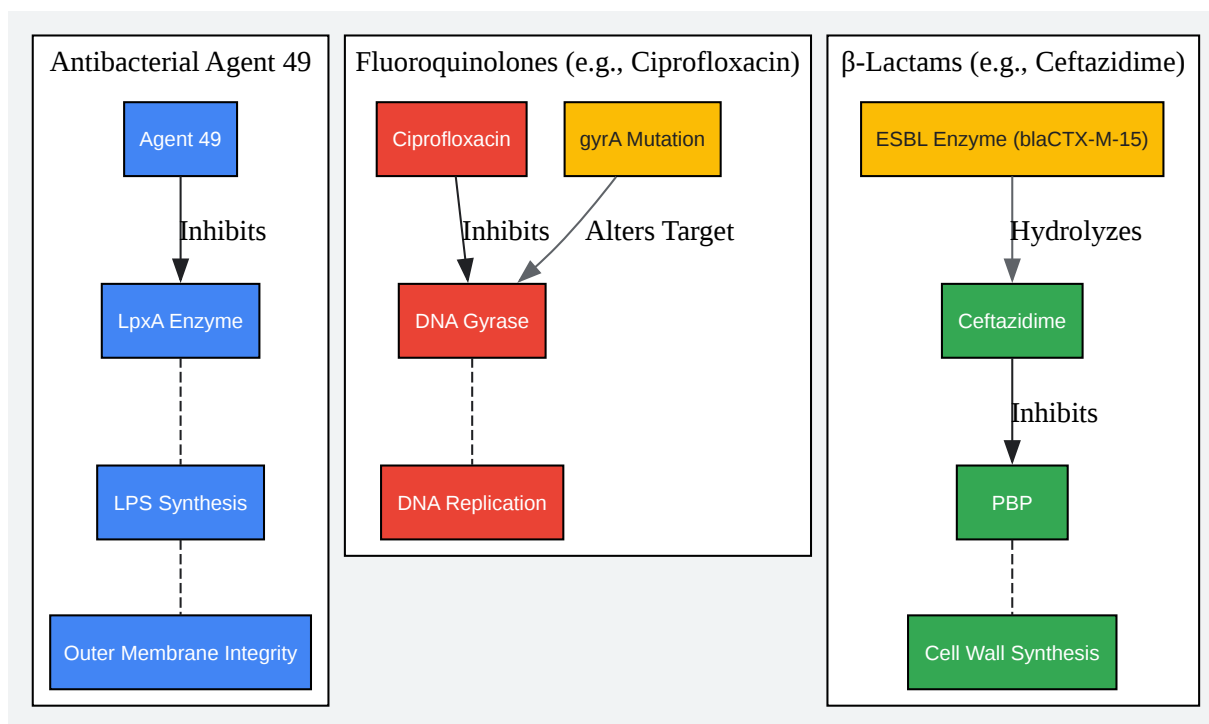 Antibacterial Agent 49
Agent 49
Inhibits
LpxA Enzyme
LPS Synthesis
Outer Membrane Integrity
Fluoroquinolones (e.g., Ciprofloxacin)
Ciprofloxacin
gyrA Mutation
Inhibits
Alters Target
DNA Gyrase
DNA Replication
β-Lactams (e.g., Ceftazidime)
ESBL Enzyme (blaCTX-M-15)
Hydrolyzes
Ceftazidime
Inhibits
PBP
Cell Wall Synthesis